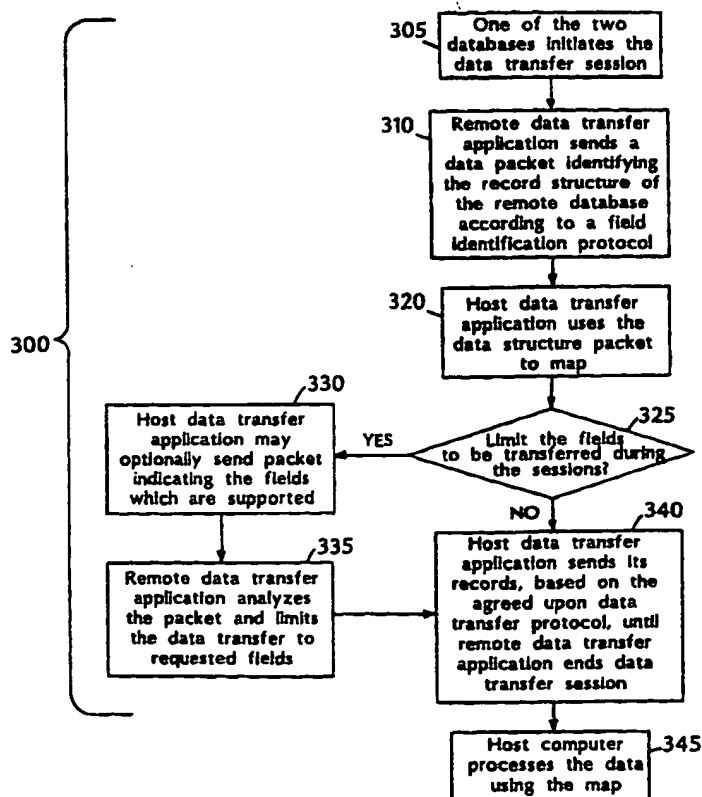 305
One of the two
databases initiates the
data transfer session
310
Remote data transfer
application sends a
data packet identifying
the record structure of
the remote database
according to a field
identification protocol
320
Host data transfer
application uses the
data structure packet
to map
300
325
Limit the fields
to be transferred during
the sessions?
YES
NO
330
Host data transfer
application may
optionally send packet
indicating the fields
which are supported
335
Remote data transfer
application analyzes
the packet and limits
the data transfer to
requested fields
340
Host data transfer
application sends its
records, based on the
agreed upon data
transfer protocol, until
remote data transfer
application ends data
transfer session
345
Host computer
processes the data
using the map